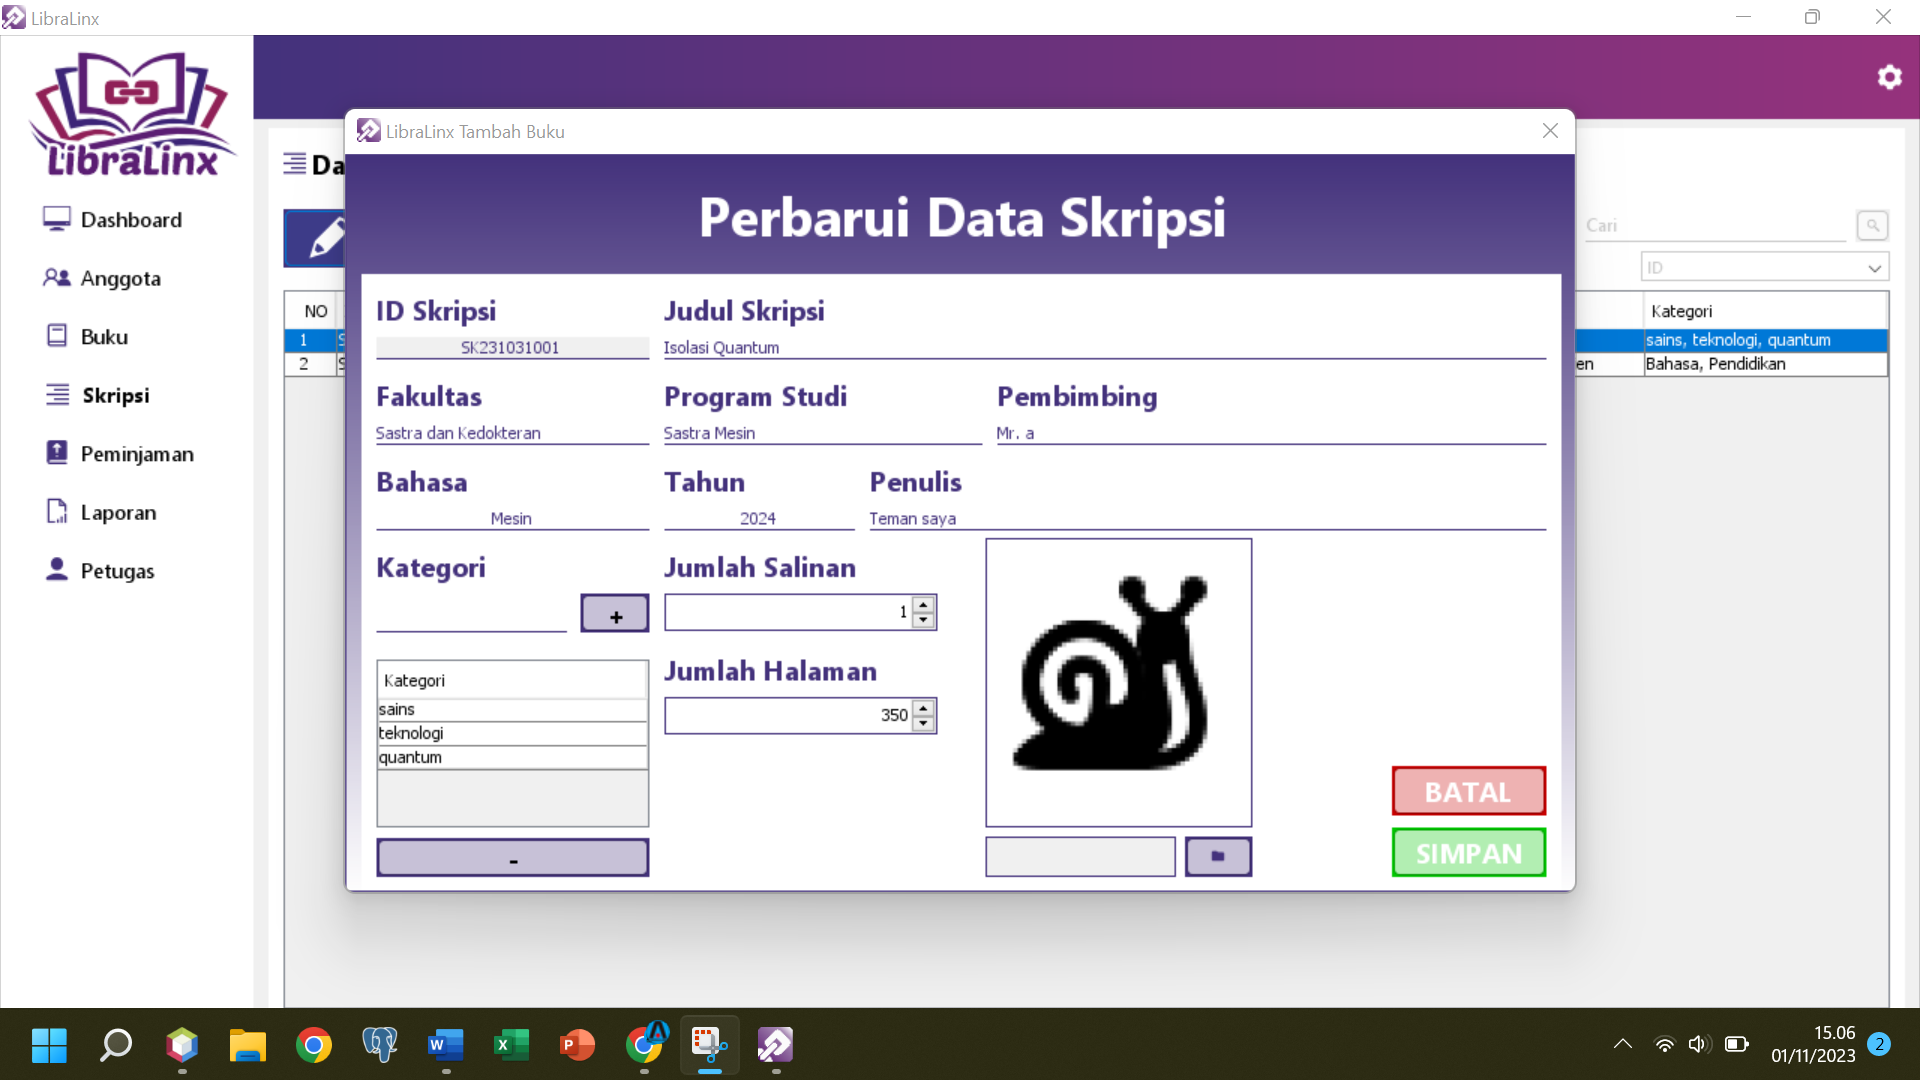 LibraLinx
LibraLinx
Dashboard
Anggota
Buku
Skripsi
Peminjaman
Laporan
Petugas
Da
Cari
ID
NO
Kategori
1
S
sains, teknologi, quantum
2
S
en
Bahasa, Pendidikan
LibraLinx Tambah Buku
Perbarui Data Skripsi
ID Skripsi
Judul Skripsi
SK231031001
Isolasi Quantum
Fakultas
Program Studi
Pembimbing
Sastra dan Kedokteran
Sastra Mesin
Mr. a
Bahasa
Tahun
Penulis
Mesin
2024
Teman saya
Kategori
Jumlah Salinan
+
1
Kategori
Jumlah Halaman
sains
350
teknologi
quantum
-
BATAL
SIMPAN
15.06
01/11/2023
2